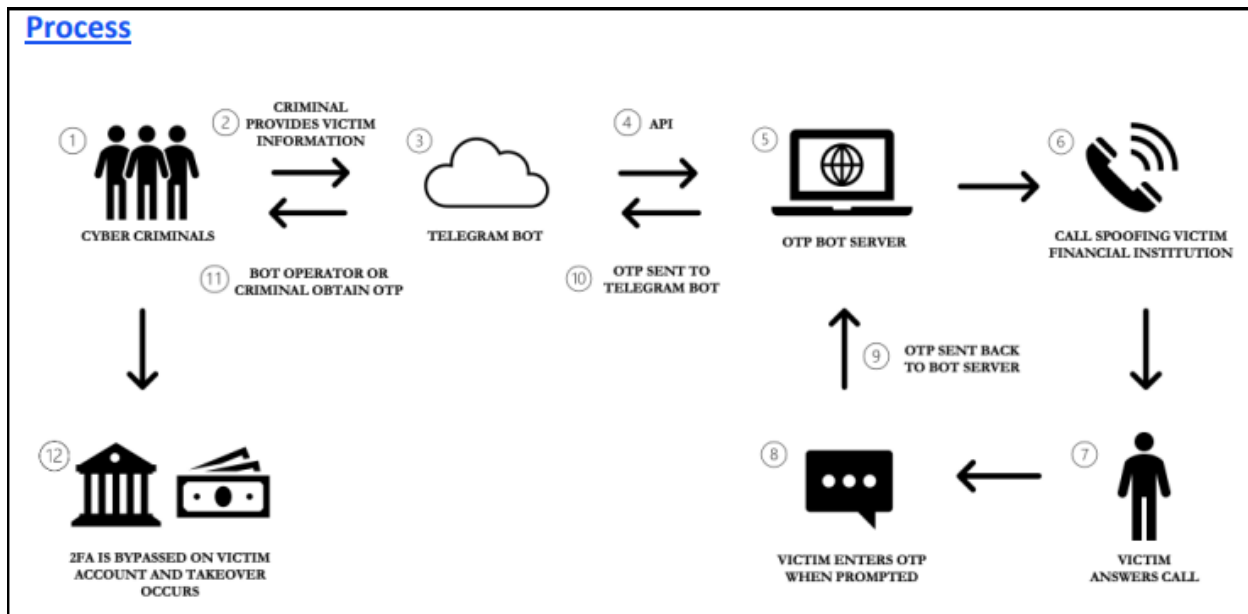 Process
1
2
CRIMINAL
PROVIDES VICTIM
INFORMATION
3
4
API
5
6
CYBER CRIMINALS
TELEGRAM BOT
OTP BOT SERVER
CALL SPOOFING VICTIM
FINANCIAL INSTITUTION
11
BOT OPERATOR OR
CRIMINAL OBTAIN OTP
10
OTP SENT TO
TELEGRAM BOT
9
OTP SENT BACK
TO BOT SERVER
12
8
7
2FA IS BYPASSED ON VICTIM
ACCOUNT AND TAKEOVER
OCCURS
VICTIM ENTERS OTP
WHEN PROMPTED
VICTIM
ANSWERS CALL